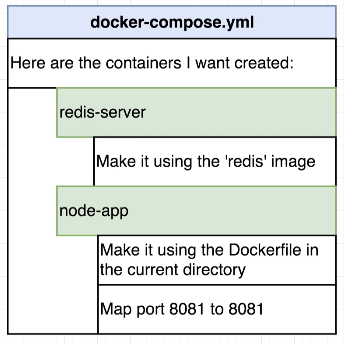 docker-compose.yml
Here are the containers I want created:
redis-server
Make it using the 'redis' image
node-app
Make it using the Dockerfile in
the current directory
Map port 8081 to 8081